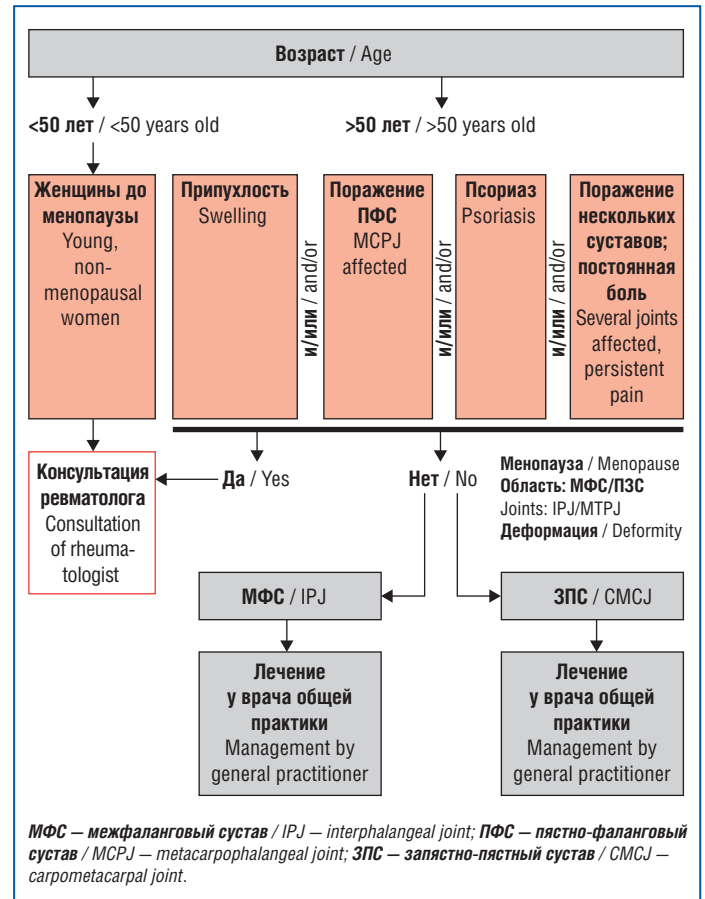 Возраст / Age
<50 лет / <50 years old
>50 лет / >50 years old
Женщины до
менопаузы
Young,
non-
menopausal
women
Припухлость
Swelling
и/или / and/or
Поражение
ПФС
MCPJ
affected
и/или / and/or
Псориаз
Psoriasis
и/или / and/or
Поражение
нескольких
суставов;
постоянная
боль
Several joints
affected,
persistent
pain
Консультация
ревматолога
Consultation
of rheuma-
tologist
Да / Yes
Нет / No
Менопауза / Menopause
Область: МФС/ПЗС
Joints: IPJ/MTPJ
Деформация / Deformity
МФС / IPJ
ЗПС / CMCJ
Лечение
у врача общей
практики
Management by
general practitioner
Лечение
у врача общей
практики
Management by
general practitioner
МФС — межфаланговый сустав / IPJ — interphalangeal joint; ПФС — пястно-фаланговый
сустав / MCPJ — metacarpophalangeal joint; ЗПС — запястно-пястный сустав / CMCJ —
carpometacarpal joint.